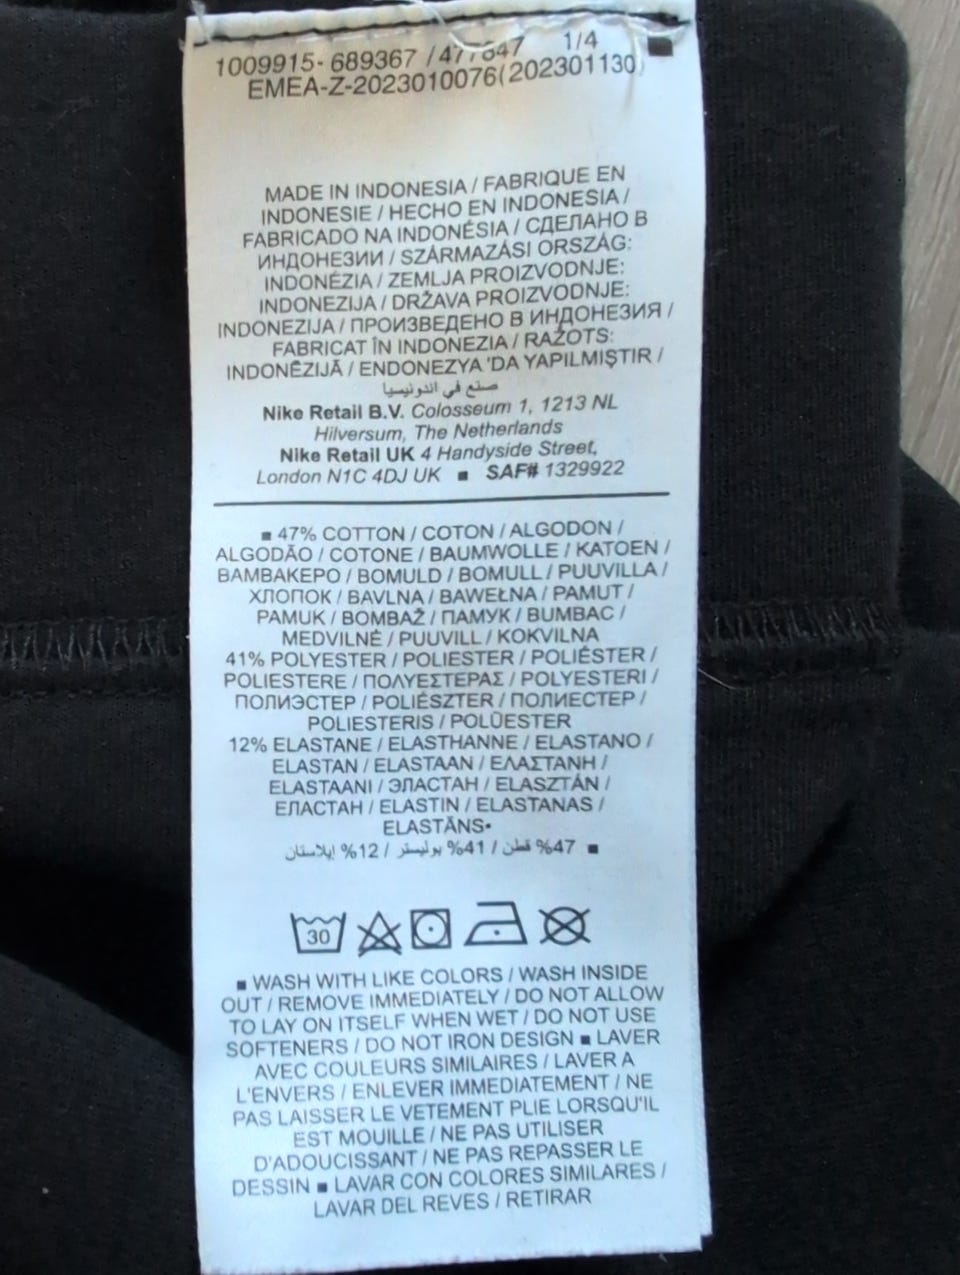 1009915- 689367 /477847 1/4
EMEA-Z-2023010076(202301130)
MADE IN INDONESIA / FABRIQUE EN
INDONESIE / HECHO EN INDONESIA /
FABRICADO NA INDONÉSIA / СДЕЛАНО В
ИНДОНЕЗИИ / SZÁRMAZÁSI ORSZÁG:
INDONÉZIA / ZEMLJA PROIZVODNJE:
INDONEZIJA / DRŽAVA PROIZVODNJE:
INDONEZIJA / ПРОИЗВЕДЕНО В ИНДОНЕЗИЯ /
FABRICAT ÎN INDONEZIA / RAŽOTS:
INDONĒZIJĀ / ENDONEZYA 'DA YAPILMIŞTIR /
صنع في اندونيسيا
Nike Retail B.V. Colosseum 1, 1213 NL
Hilversum, The Netherlands
Nike Retail UK 4 Handyside Street,
London N1C 4DJ UK ■ SAF# 1329922
■ 47% COTTON / COTON / ALGODON /
ALGODÃO / COTONE / BAUMWOLLE / KATOEN /
ΒΑΜΒΑΚΕΡΟ / BOMULD / BOMULL / PUUVILLA /
ХЛОПОК / BAVLNA / BAWEŁNA / PAMUT /
PAMUK / BOMBAŽ / ПАМУК / BUMBAC /
MEDVILNĖ / PUUVILL / KOKVILNA
41% POLYESTER / POLIESTER / POLIÉSTER /
POLIESTERE / ΠΟΛΥΕΣΤΕΡΑΣ / POLYESTERI /
ПОЛИЭСТЕР / POLIÉSZTER / ПОЛИЕСТЕР /
POLIESTERIS / POLÜESTER
12% ELASTANE / ELASTHANNE / ELASTANO /
ELASTAN / ELASTAAN / ΕΛΑΣΤΑΝΗ /
ELASTAANI / ЭЛАСТАН / ELASZTÁN /
ЕЛАСТАН / ELASTIN / ELASTANAS /
ELASTĀNS▪
■ 47% قطن / 41% بوليستر / 12% إيلاستان
30
■ WASH WITH LIKE COLORS / WASH INSIDE
OUT / REMOVE IMMEDIATELY / DO NOT ALLOW
TO LAY ON ITSELF WHEN WET / DO NOT USE
SOFTENERS / DO NOT IRON DESIGN ■ LAVER
AVEC COULEURS SIMILAIRES / LAVER A
L'ENVERS / ENLEVER IMMEDIATEMENT / NE
PAS LAISSER LE VETEMENT PLIE LORSQU'IL
EST MOUILLE / NE PAS UTILISER
D'ADOUCISSANT / NE PAS REPASSER LE
DESSIN ■ LAVAR CON COLORES SIMILARES /
LAVAR DEL REVES / RETIRAR